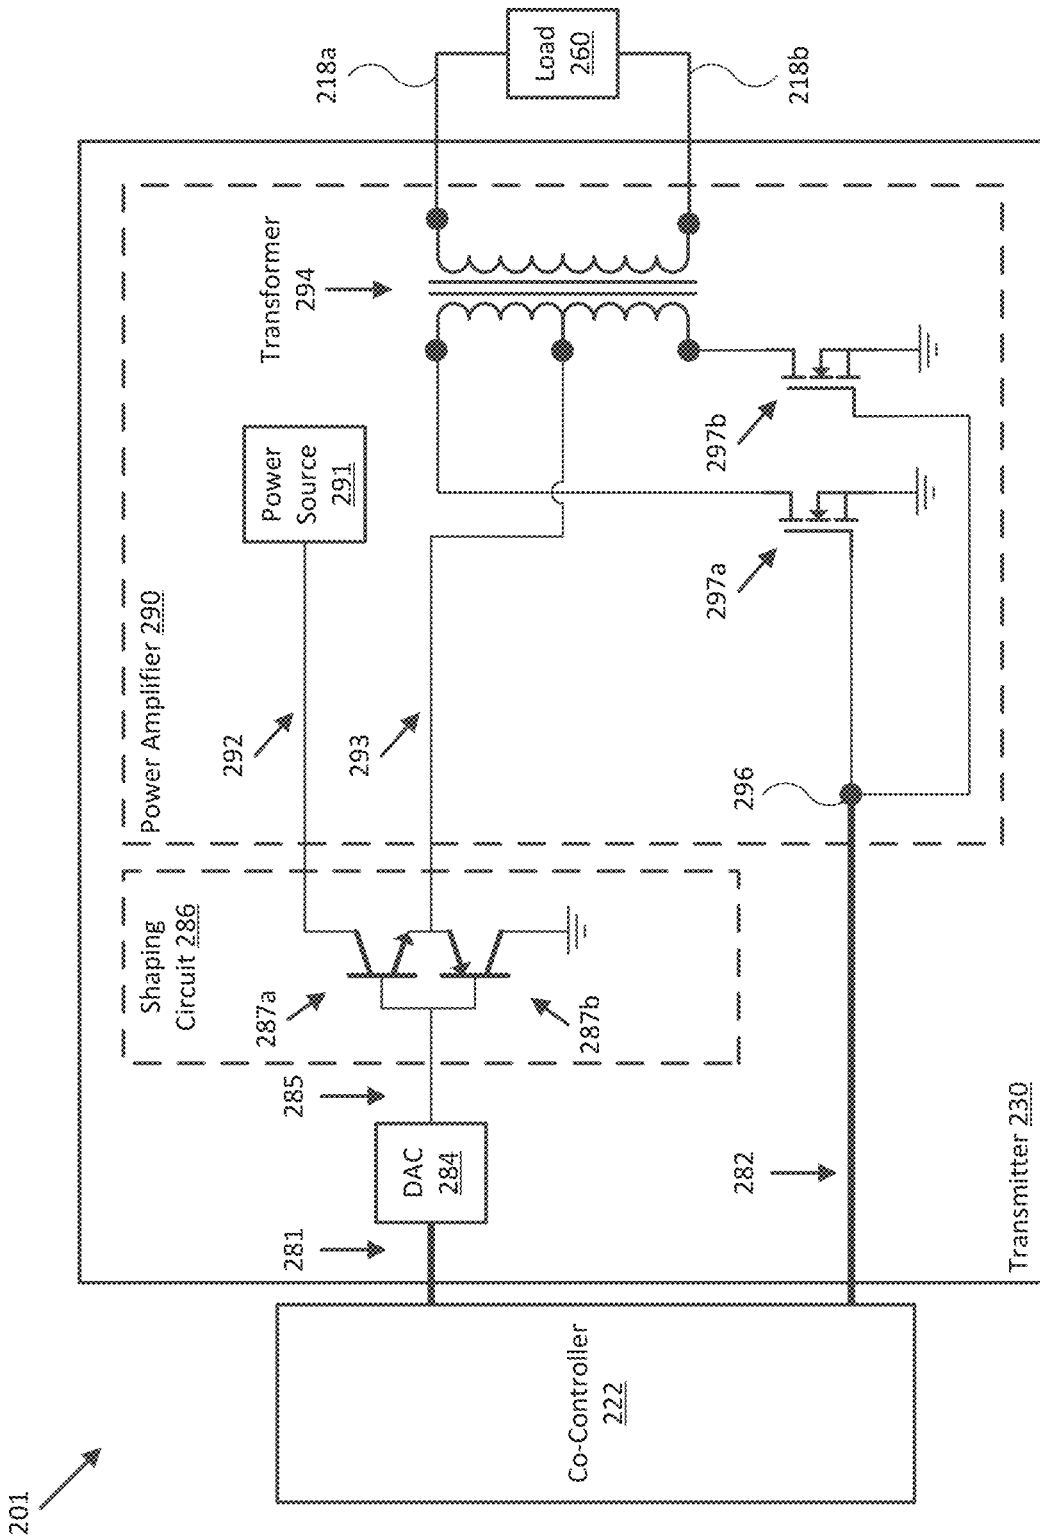 201
Co-Controller
222
Transmitter 230
281
282
DAC
284
285
Shaping
Circuit 286
287a
287b
Power Amplifier 290
292
293
296
Power
Source
291
297a
297b
Transformer
294
218a
218b
Load
260